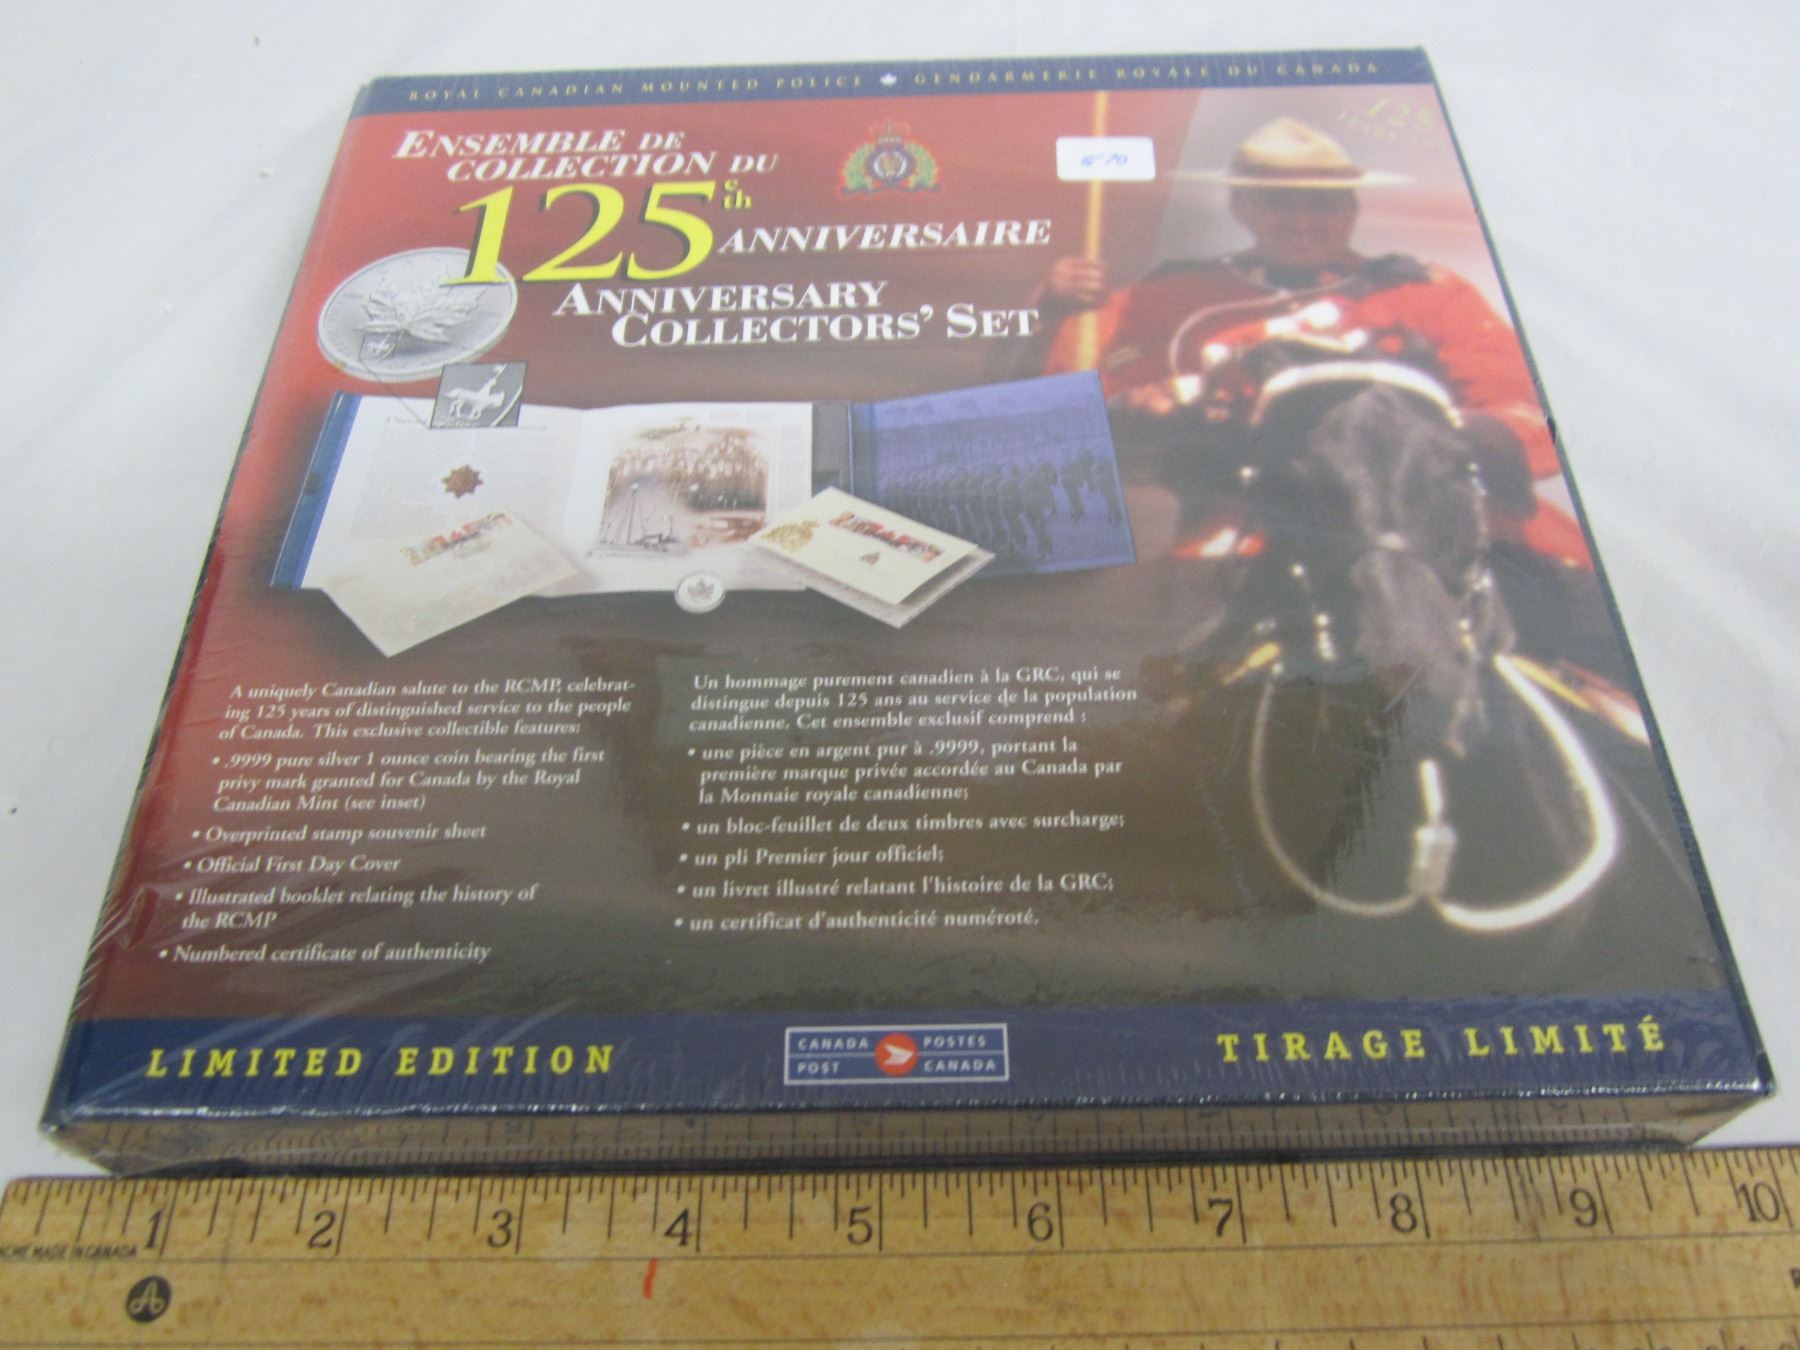 ROYAL CANADIAN MOUNTED POLICE GENDARMERIE ROYALE DU CANADA
125
YEARS
ENSEMBLE DE
COLLECTION DU
125e th
ANNIVERSAIRE
ANNIVERSARY
COLLECTORS' SET
A uniquely Canadian salute to the RCMP, celebrat-
ing 125 years of distinguished service to the people
of Canada. This exclusive collectible features:
• .9999 pure silver 1 ounce coin bearing the first
privy mark granted for Canada by the Royal
Canadian Mint (see inset)
• Overprinted stamp souvenir sheet
• Official First Day Cover
• Illustrated booklet relating the history of
the RCMP
• Numbered certificate of authenticity
Un hommage purement canadien à la GRC, qui se
distingue depuis 125 ans au service de la population
canadienne. Cet ensemble exclusif comprend :
• une pièce en argent pur à .9999, portant la
première marque privée accordée au Canada par
la Monnaie royale canadienne;
• un bloc-feuillet de deux timbres avec surcharge;
• un pli Premier jour officiel;
• un livret illustré relatant l'histoire de la GRC;
• un certificat d'authenticité numéroté.
LIMITED EDITION
CANADA POSTES
POST CANADA
TIRAGE LIMITÉ
1 2 3 4 5 6 7 8 9 10
ACME MADE IN CANADA
A